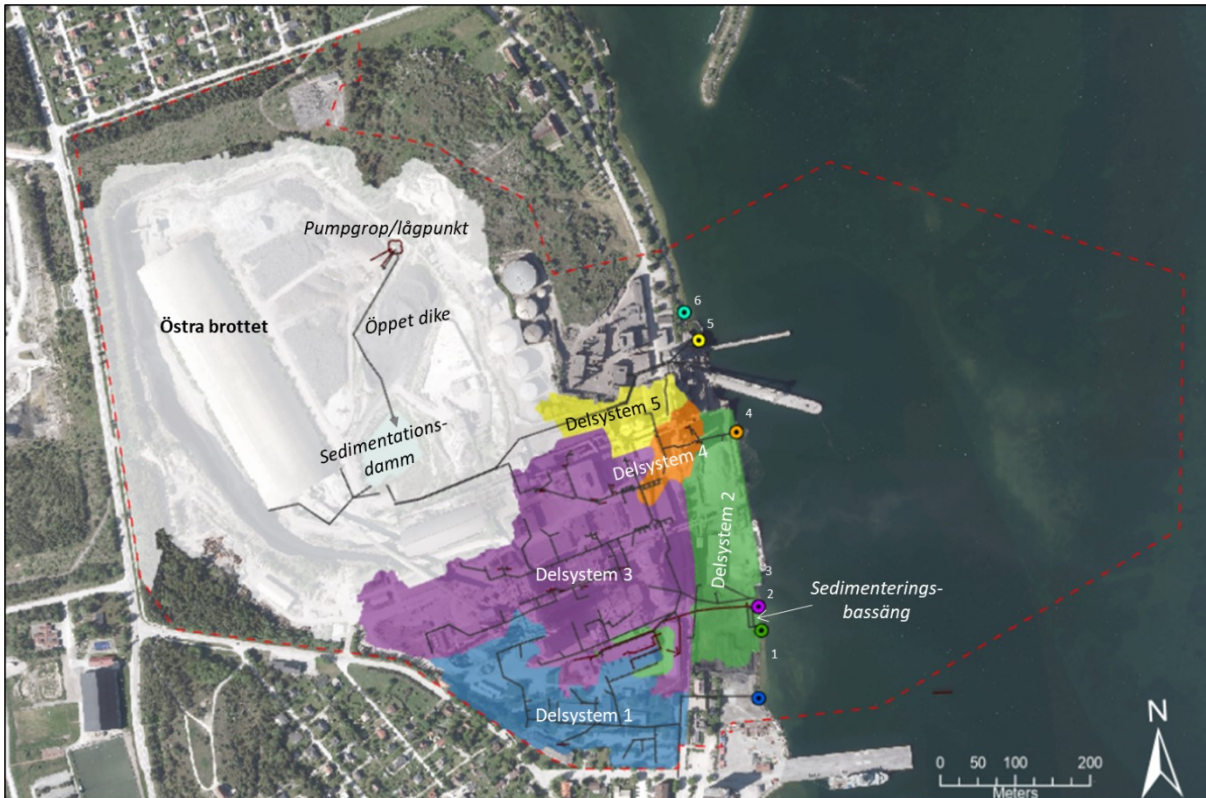 6
Pumpgrop/lågpunkt
Östra brottet
Öppet dike
5
Delsystem 5
4
Sedimentations-
damm
Delsystem 4
Delsystem 2
3
Delsystem 3
2
Sedimenterings-
bassäng
1
Delsystem 1
N
0 50 100 200
Meters